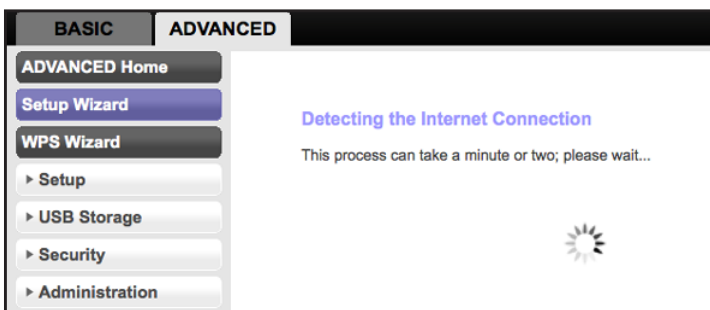 BASIC
ADVANCED
ADVANCED Home
Setup Wizard
WPS Wizard
Setup
USB Storage
Security
Administration
Detecting the Internet Connection
This process can take a minute or two; please wait...